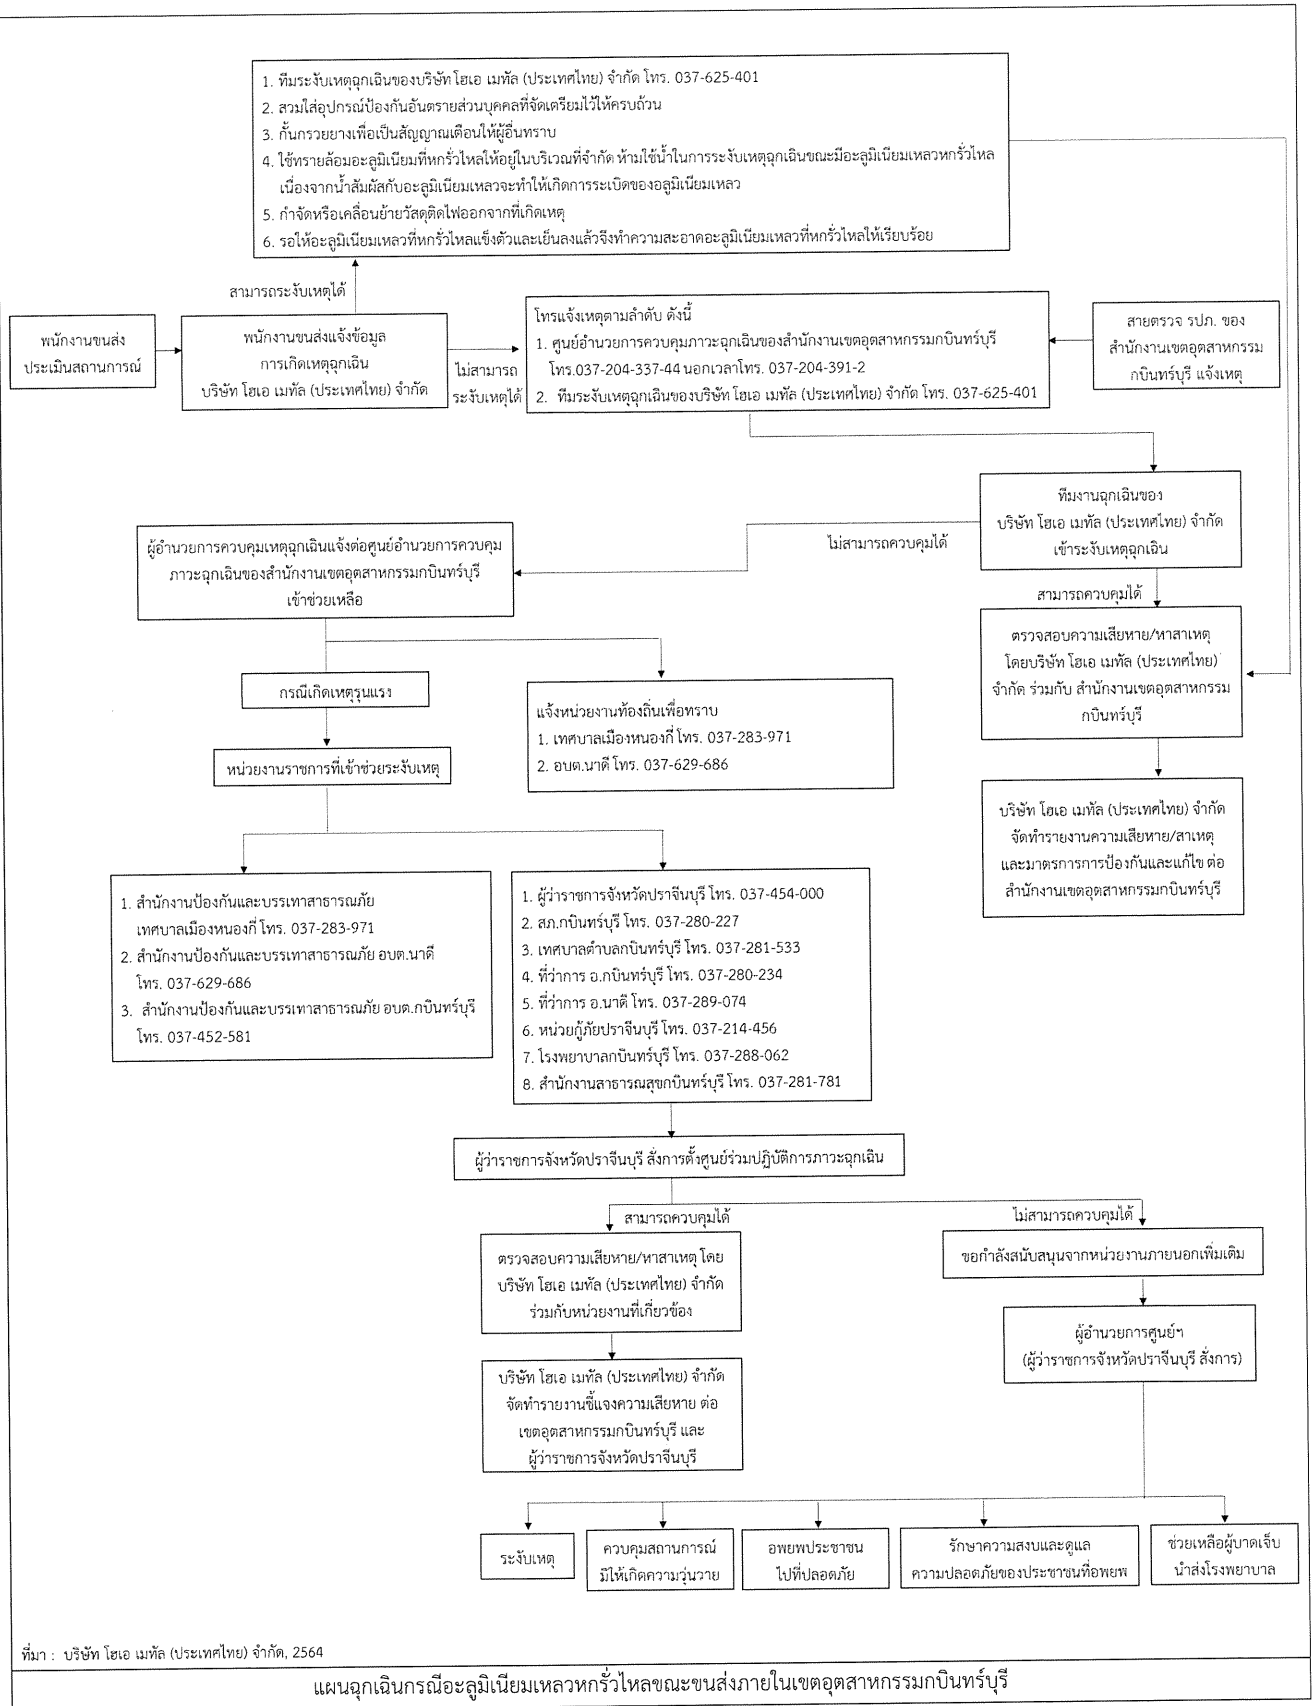 1. ทีมระงับเหตุฉุกเฉินของบริษัท โฮเอ เมทัล (ประเทศไทย) จำกัด โทร. 037-625-401
2. สวมใส่อุปกรณ์ป้องกันอันตรายส่วนบุคคลที่จัดเตรียมไว้ให้ครบถ้วน
3. กั้นกรวยยางเพื่อเป็นสัญญาณเตือนให้ผู้อื่นทราบ
4. ใช้ทรายล้อมอะลูมิเนียมที่หกรั่วไหลให้อยู่ในบริเวณที่จำกัด ห้ามใช้น้ำในการระงับเหตุฉุกเฉินขณะมีอะลูมิเนียมเหลวหกรั่วไหล
เนื่องจากน้ำสัมผัสกับอะลูมิเนียมเหลวจะทำให้เกิดการระเบิดของอลูมิเนียมเหลว
5. กำจัดหรือเคลื่อนย้ายวัสดุติดไฟออกจากที่เกิดเหตุ
6. รอให้อะลูมิเนียมเหลวที่หกรั่วไหลแข็งตัวและเย็นลงแล้วจึงทำความสะอาดอะลูมิเนียมเหลวที่หกรั่วไหลให้เรียบร้อย
สามารถระงับเหตุได้
พนักงานขนส่ง
ประเมินสถานการณ์
พนักงานขนส่งแจ้งข้อมูล
การเกิดเหตุฉุกเฉิน
บริษัท โฮเอ เมทัล (ประเทศไทย) จำกัด
ไม่สามารถ
ระงับเหตุได้
โทรแจ้งเหตุตามลำดับ ดังนี้
1. ศูนย์อำนวยการควบคุมภาวะฉุกเฉินของสำนักงานเขตอุตสาหกรรมกบินทร์บุรี
โทร.037-204-337-44 นอกเวลาโทร. 037-204-391-2
2. ทีมระงับเหตุฉุกเฉินของบริษัท โฮเอ เมทัล (ประเทศไทย) จำกัด โทร. 037-625-401
สายตรวจ รปภ. ของ
สำนักงานเขตอุตสาหกรรม
กบินทร์บุรี แจ้งเหตุ
ทีมงานฉุกเฉินของ
บริษัท โฮเอ เมทัล (ประเทศไทย) จำกัด
เข้าระงับเหตุฉุกเฉิน
ไม่สามารถควบคุมได้
ผู้อำนวยการควบคุมเหตุฉุกเฉินแจ้งต่อศูนย์อำนวยการควบคุม
ภาวะฉุกเฉินของสำนักงานเขตอุตสาหกรรมกบินทร์บุรี
เข้าช่วยเหลือ
สามารถควบคุมได้
ตรวจสอบความเสียหาย/หาสาเหตุ
โดยบริษัท โฮเอ เมทัล (ประเทศไทย)
จำกัด ร่วมกับ สำนักงานเขตอุตสาหกรรม
กบินทร์บุรี
กรณีเกิดเหตุรุนแรง
แจ้งหน่วยงานท้องถิ่นเพื่อทราบ
1. เทศบาลเมืองหนองกี่ โทร. 037-283-971
2. อบต.นาดี โทร. 037-629-686
หน่วยงานราชการที่เข้าช่วยระงับเหตุ
บริษัท โฮเอ เมทัล (ประเทศไทย) จำกัด
จัดทำรายงานความเสียหาย/สาเหตุ
และมาตรการการป้องกันและแก้ไข ต่อ
สำนักงานเขตอุตสาหกรรมกบินทร์บุรี
1. สำนักงานป้องกันและบรรเทาสาธารณภัย
เทศบาลเมืองหนองกี่ โทร. 037-283-971
2. สำนักงานป้องกันและบรรเทาสาธารณภัย อบต.นาดี
โทร. 037-629-686
3. สำนักงานป้องกันและบรรเทาสาธารณภัย อบต.กบินทร์บุรี
โทร. 037-452-581
1. ผู้ว่าราชการจังหวัดปราจีนบุรี โทร. 037-454-000
2. สภ.กบินทร์บุรี โทร. 037-280-227
3. เทศบาลตำบลกบินทร์บุรี โทร. 037-281-533
4. ที่ว่าการ อ.กบินทร์บุรี โทร. 037-280-234
5. ที่ว่าการ อ.นาดี โทร. 037-289-074
6. หน่วยกู้ภัยปราจีนบุรี โทร. 037-214-456
7. โรงพยาบาลกบินทร์บุรี โทร. 037-288-062
8. สำนักงานสาธารณสุขกบินทร์บุรี โทร. 037-281-781
ผู้ว่าราชการจังหวัดปราจีนบุรี สั่งการตั้งศูนย์ร่วมปฏิบัติการภาวะฉุกเฉิน
สามารถควบคุมได้
ไม่สามารถควบคุมได้
ตรวจสอบความเสียหาย/หาสาเหตุ โดย
บริษัท โฮเอ เมทัล (ประเทศไทย) จำกัด
ร่วมกับหน่วยงานที่เกี่ยวข้อง
ขอกำลังสนับสนุนจากหน่วยงานภายนอกเพิ่มเติม
ผู้อำนวยการศูนย์ฯ
(ผู้ว่าราชการจังหวัดปราจีนบุรี สั่งการ)
บริษัท โฮเอ เมทัล (ประเทศไทย) จำกัด
จัดทำรายงานชี้แจงความเสียหาย ต่อ
เขตอุตสาหกรรมกบินทร์บุรี และ
ผู้ว่าราชการจังหวัดปราจีนบุรี
ระงับเหตุ
ควบคุมสถานการณ์
มิให้เกิดความวุ่นวาย
อพยพประชาชน
ไปที่ปลอดภัย
รักษาความสงบและดูแล
ความปลอดภัยของประชาชนที่อพยพ
ช่วยเหลือผู้บาดเจ็บ
นำส่งโรงพยาบาล
ที่มา : บริษัท โฮเอ เมทัล (ประเทศไทย) จำกัด, 2564
แผนฉุกเฉินกรณีอะลูมิเนียมเหลวหกรั่วไหลขณะขนส่งภายในเขตอุตสาหกรรมกบินทร์บุรี